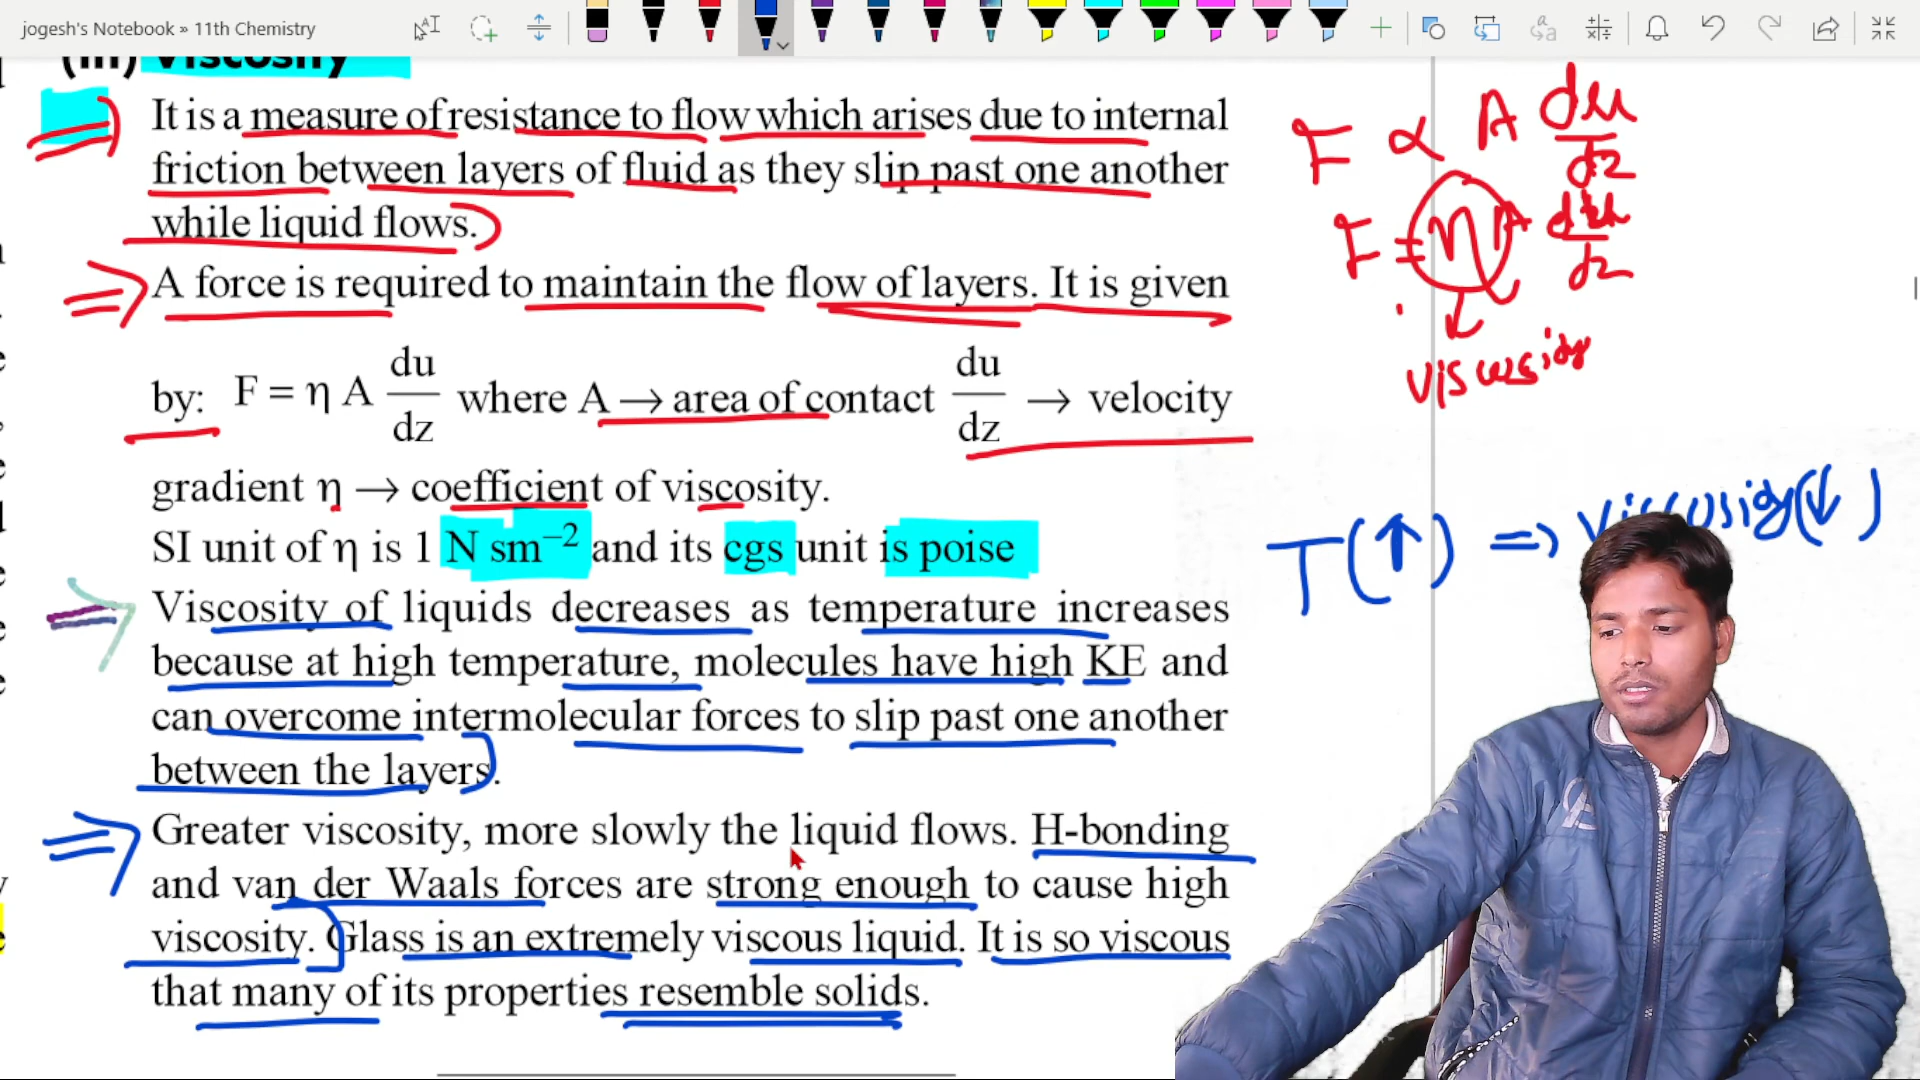 jogesh's Notebook » 11th Chemistry
(iii) Viscosity
It is a measure of resistance to flow which arises due to internal
friction between layers of fluid as they slip past one another
while liquid flows.
A force is required to maintain the flow of layers. It is given
by: F = η A du/dz where A → area of contact du/dz → velocity
gradient η → coefficient of viscosity.
SI unit of η is 1 N sm⁻² and its cgs unit is poise
Viscosity of liquids decreases as temperature increases
because at high temperature, molecules have high KE and
can overcome intermolecular forces to slip past one another
between the layers.
Greater viscosity, more slowly the liquid flows. H-bonding
and van der Waals forces are strong enough to cause high
viscosity. Glass is an extremely viscous liquid. It is so viscous
that many of its properties resemble solids.
F ∝ A du/dz
F = η A du/dz
viscosity
T(↑) => viscosity(↓)